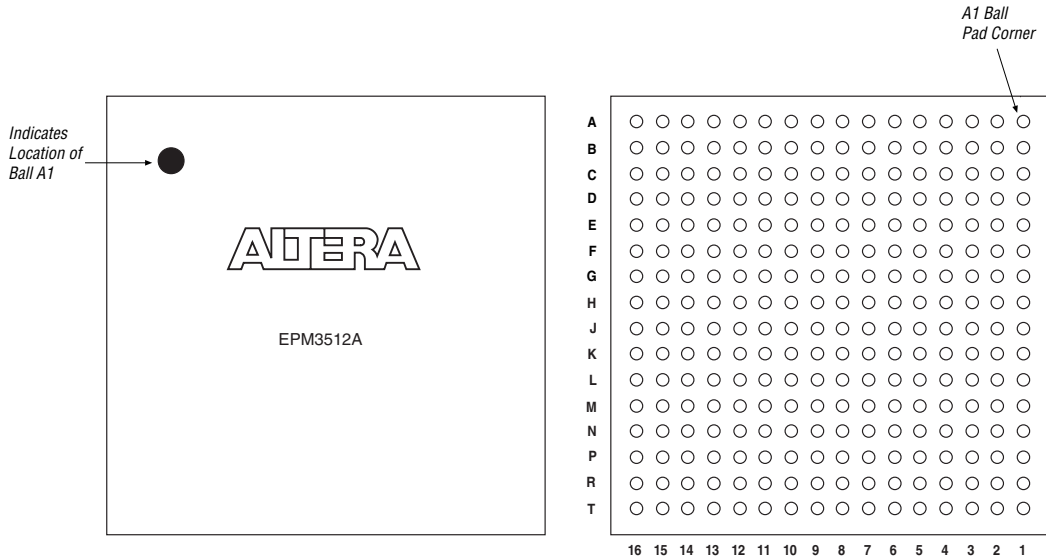 A1 Ball
Pad Corner
Indicates
Location of
Ball A1
ALTERA
EPM3512A
A
B
C
D
E
F
G
H
J
K
L
M
N
P
R
T
16 15 14 13 12 11 10 9 8 7 6 5 4 3 2 1